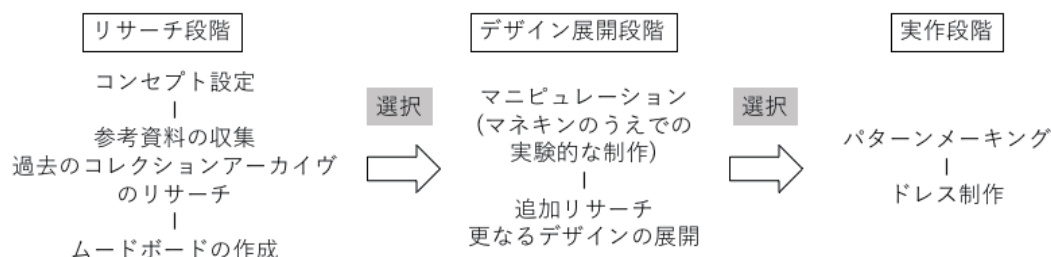 リサーチ段階
コンセプト設定
参考資料の収集
過去のコレクションアーカイヴ
のリサーチ
ムードボードの作成
選択
デザイン展開段階
マニピュレーション
(マネキンのうえでの
実験的な制作)
追加リサーチ
更なるデザインの展開
選択
実作段階
パターンメーキング
ドレス制作